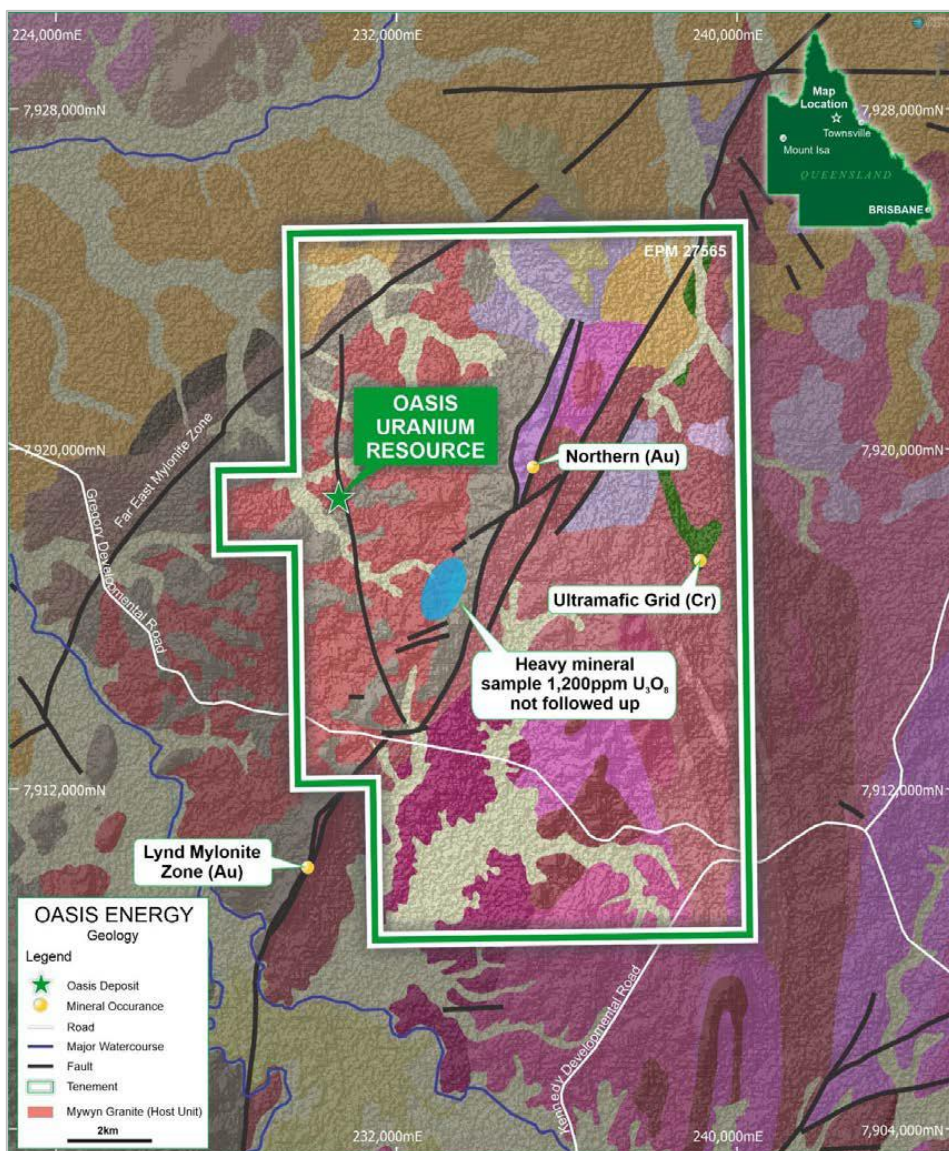 224,000mE
232,000mE
240,000mE
7,928,000mN
7,928,000mN
Map
Location
Townsville
Mount Isa
QUEENSLAND
BRISBANE
EPM 27565
OASIS
URANIUM
RESOURCE
Far East Mylonite Zone
7,920,000mN
7,920,000mN
Northern (Au)
Gregory Developmental Road
Ultramafic Grid (Cr)
Heavy mineral
sample 1,200ppm U₃O₈
not followed up
7,912,000mN
7,912,000mN
Lynd Mylonite
Zone (Au)
Kennedy Developmental Road
OASIS ENERGY
Geology
Legend
Oasis Deposit
Mineral Occurance
Road
Major Watercourse
Fault
Tenement
Mywyn Granite (Host Unit)
2km
7,904,000mN
232,000mE
240,000mE